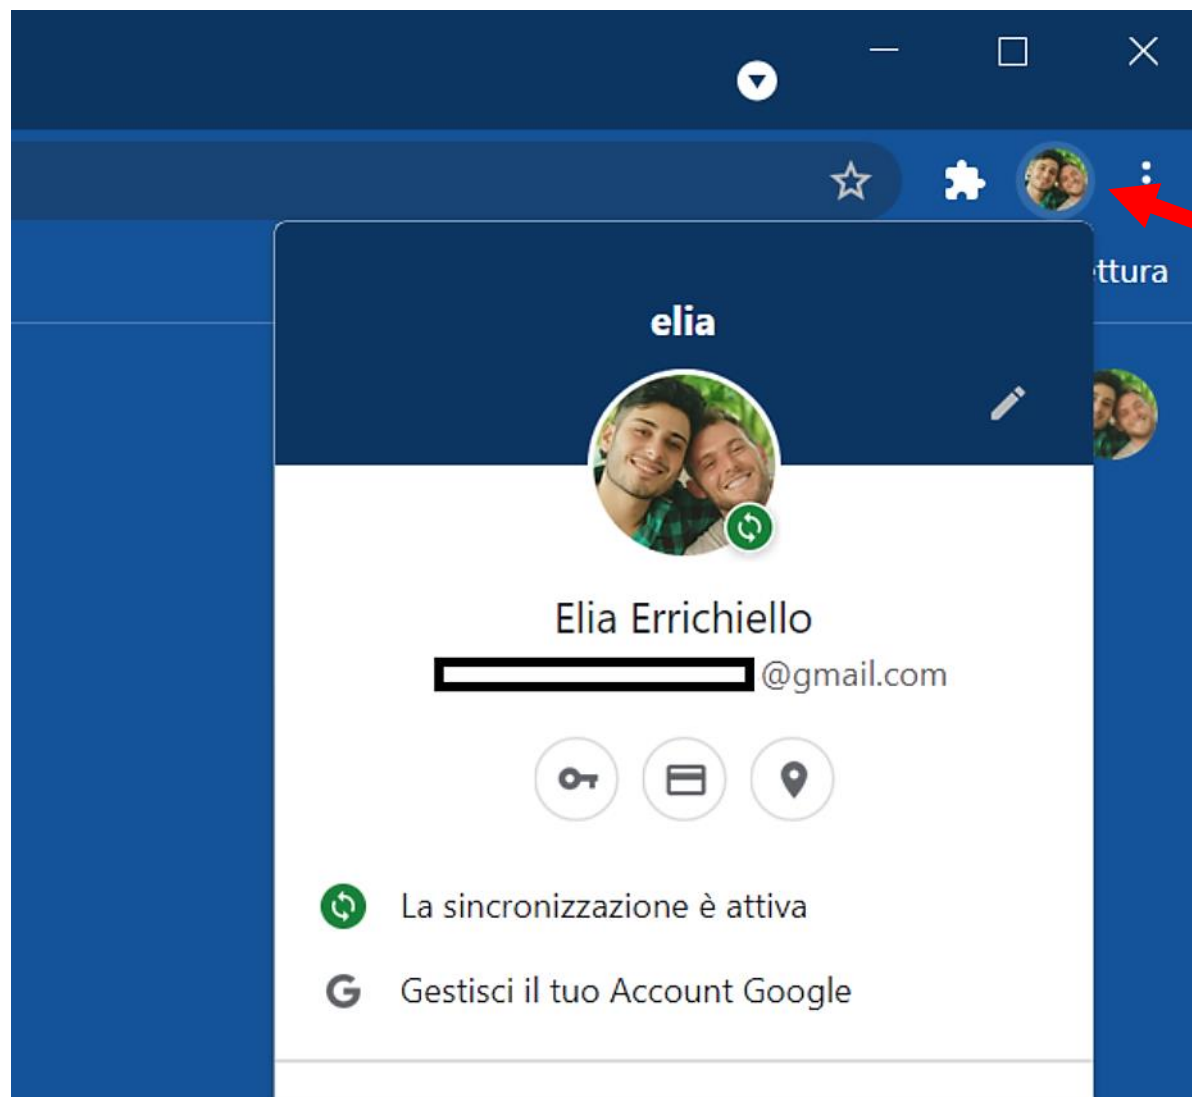 ttura
elia
Elia Errichiello
@gmail.com
La sincronizzazione è attiva
G Gestisci il tuo Account Google